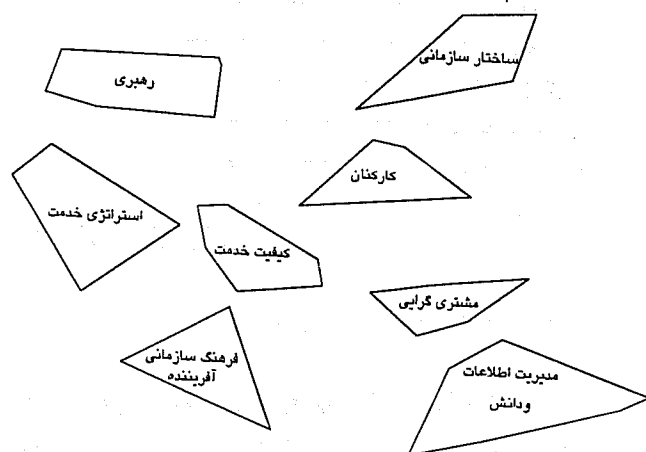 ساختار سازمانی
رهبری
کارکنان
استراتژی خدمت
کیفیت خدمت
مشتری گرایی
فرهنگ سازمانی
آفریننده
مدیریت اطلاعات
ودانش